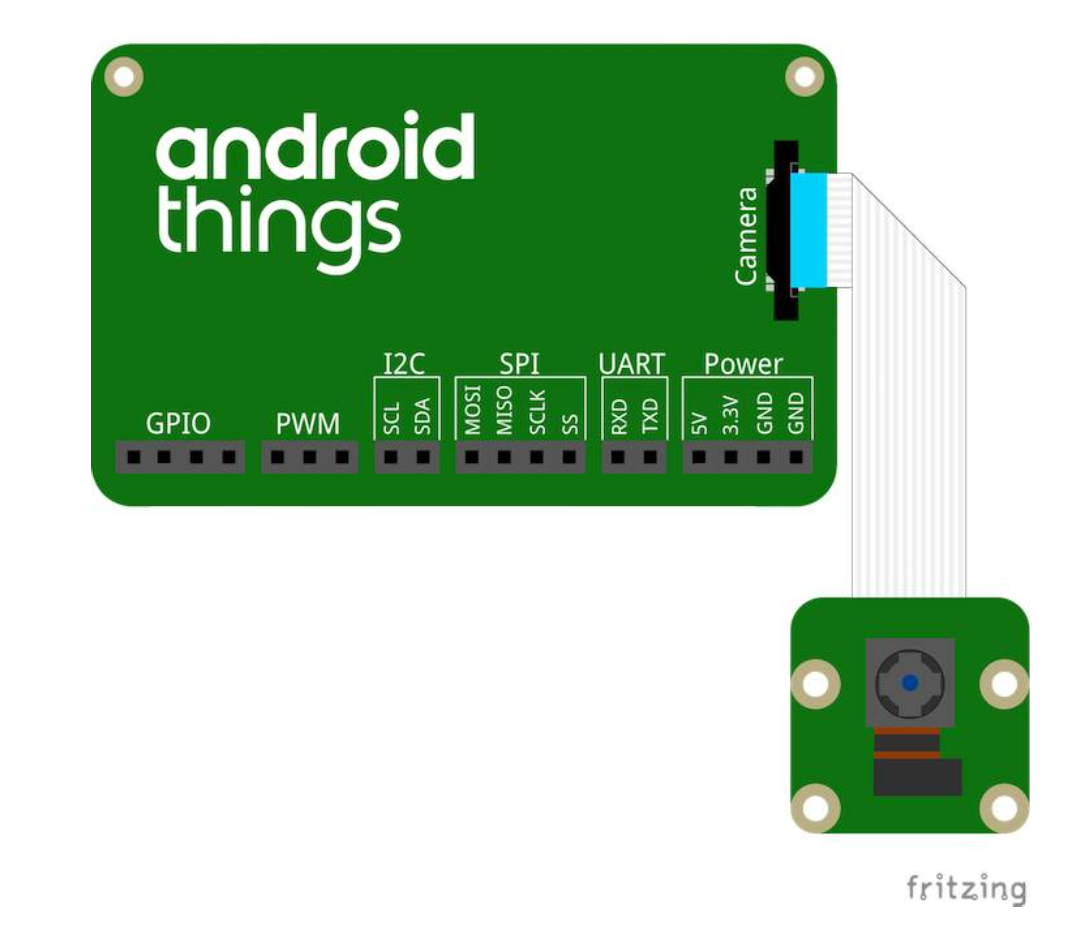 android
things
Camera
I2C
SPI
UART
Power
GPIO
PWM
SCL
SDA
MOSI
MISO
SCLK
SS
RXD
TXD
5V
3.3V
GND
GND
fritzing